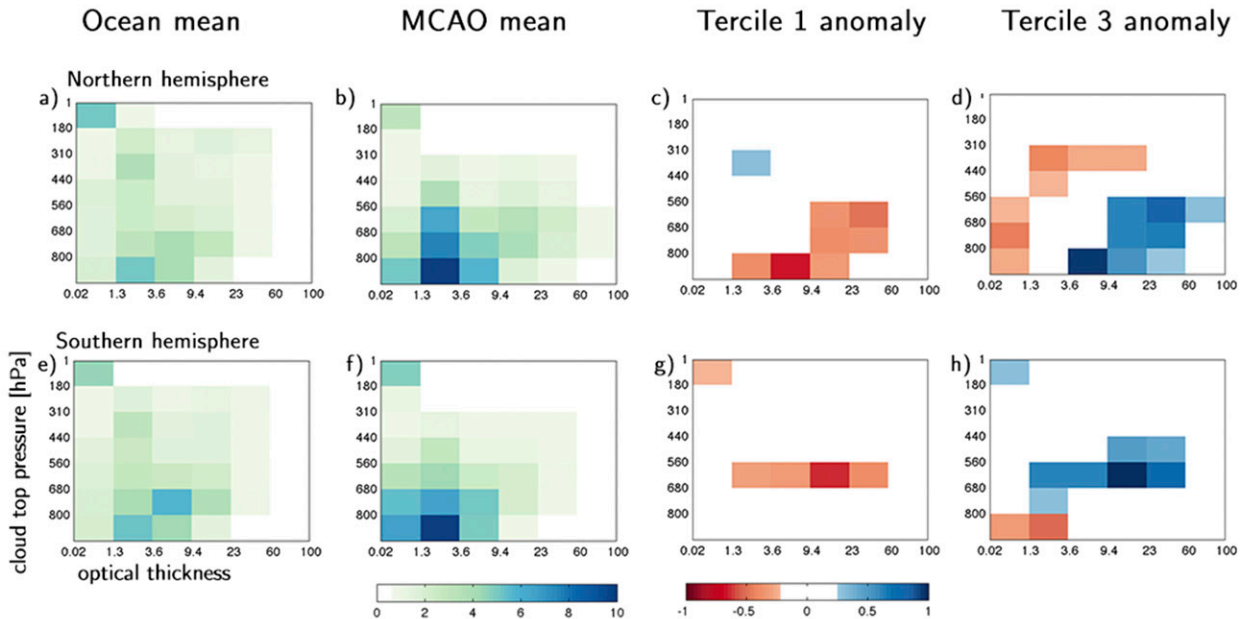 Ocean mean MCAO mean Tercile 1 anomaly Tercile 3 anomaly
Northern hemisphere
a) b) c) d)
1 1 1 1
180 180 180 180
310 310 310 310
440 440 440 440
560 560 560 560
680 680 680 680
800 800 800 800
0.02 1.3 3.6 9.4 23 60 100 0.02 1.3 3.6 9.4 23 60 100 0.02 1.3 3.6 9.4 23 60 100 0.02 1.3 3.6 9.4 23 60 100
Southern hemisphere
e) f) g) h)
1 1 1 1
180 180 180 180
310 310 310 310
440 440 440 440
560 560 560 560
680 680 680 680
800 800 800 800
0.02 1.3 3.6 9.4 23 60 100 0.02 1.3 3.6 9.4 23 60 100 0.02 1.3 3.6 9.4 23 60 100 0.02 1.3 3.6 9.4 23 60 100
cloud top pressure [hPa]
optical thickness
0 2 4 6 8 10 -1 -0.5 0 0.5 1